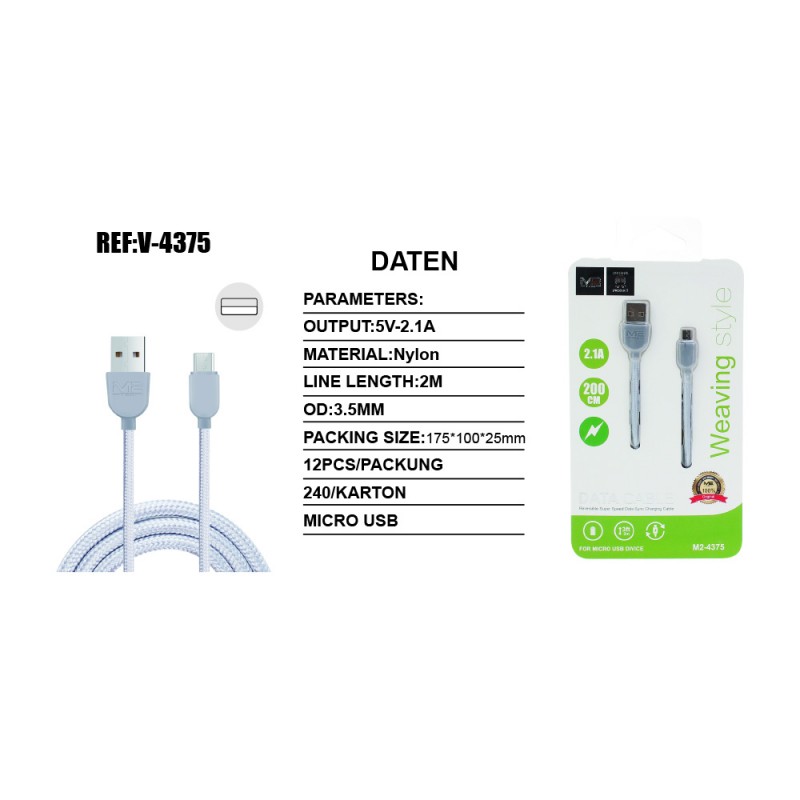 REF:V-4375
DATEN
PARAMETERS:
OUTPUT:5V-2.1A
MATERIAL:Nylon
LINE LENGTH:2M
OD:3.5MM
PACKING SIZE:175*100*25mm
12PCS/PACKUNG
240/KARTON
MICRO USB
2.1A
200
CM
Weaving style
DATA CABLE
100%
Original
FOR MICRO USB DIVICE
M2-4375